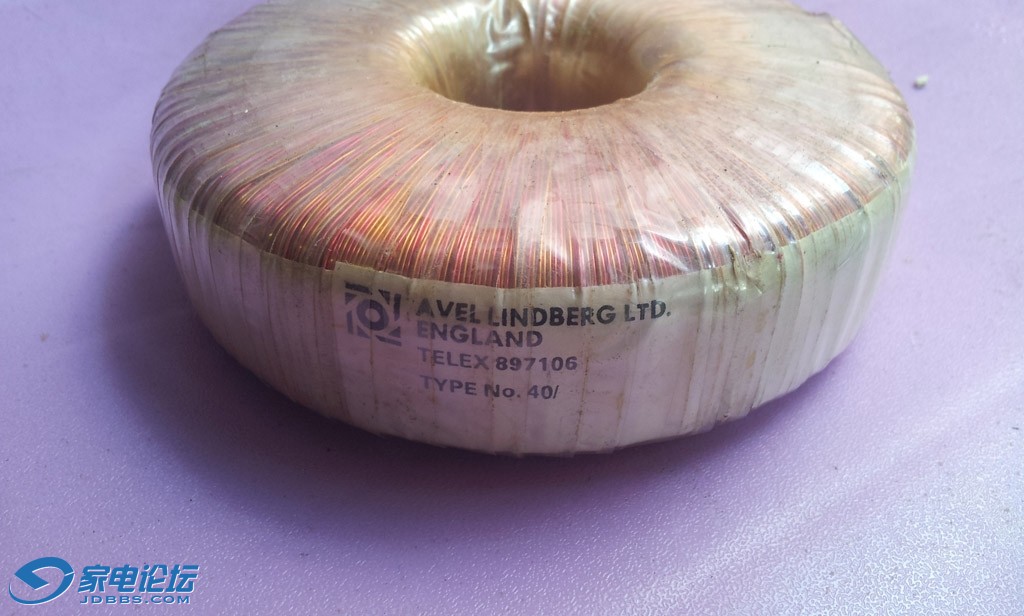 AVEL LINDBERG LTD.
ENGLAND
TELEX 897106
TYPE No. 40/
家电论坛
JDBBS.COM